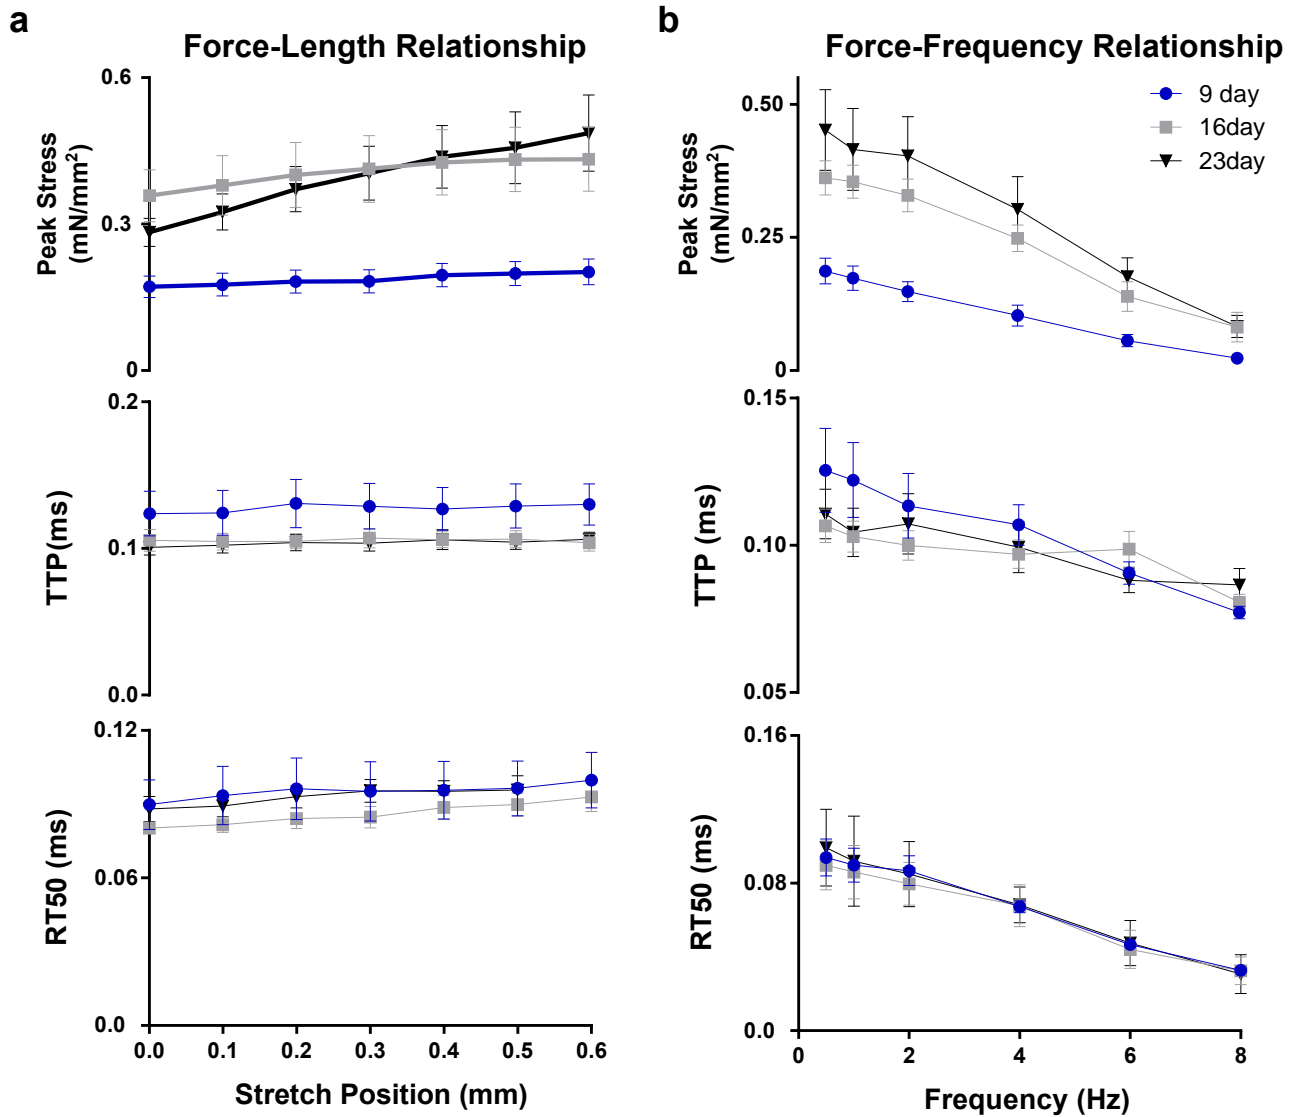 a
Force-Length Relationship
Peak Stress
(mN/mm²)
0.6
0.3
0
TTP(ms)
0.2
0.1
0.0
RT50 (ms)
0.12
0.06
0.0
0.0 0.1 0.2 0.3 0.4 0.5 0.6
Stretch Position (mm)
b
Force-Frequency Relationship
9 day
16day
23day
Peak Stress
(mN/mm²)
0.50
0.25
0
TTP (ms)
0.15
0.10
0.05
RT50 (ms)
0.16
0.08
0.0
0 2 4 6 8
Frequency (Hz)